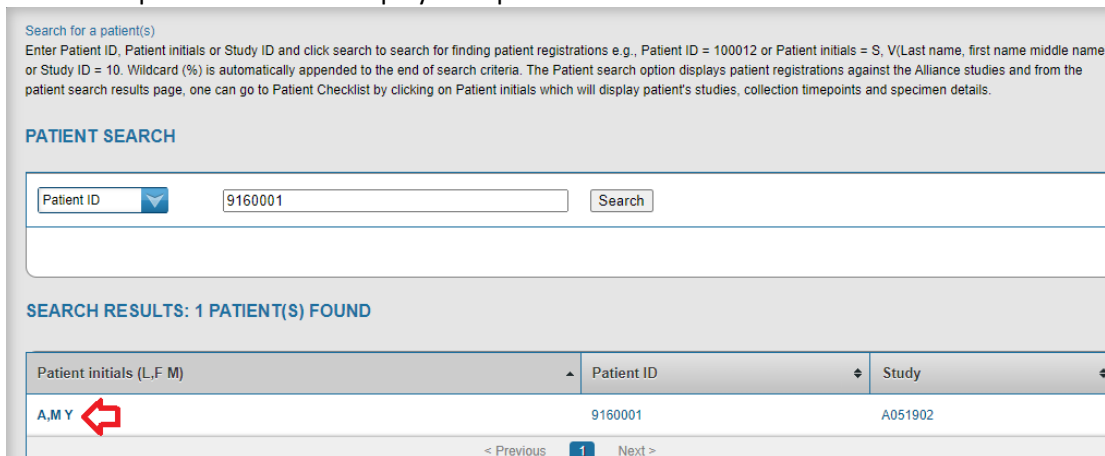 Search for a patient(s)
Enter Patient ID, Patient initials or Study ID and click search to search for finding patient registrations e.g., Patient ID = 100012 or Patient initials = S, V(Last name, first name middle name
or Study ID = 10. Wildcard (%) is automatically appended to the end of search criteria. The Patient search option displays patient registrations against the Alliance studies and from the
patient search results page, one can go to Patient Checklist by clicking on Patient initials which will display patient's studies, collection timepoints and specimen details.
PATIENT SEARCH
Patient ID 9160001 Search
SEARCH RESULTS: 1 PATIENT(S) FOUND
Patient initials (L,F M) Patient ID Study
A,M Y 9160001 A051902
< Previous 1 Next >